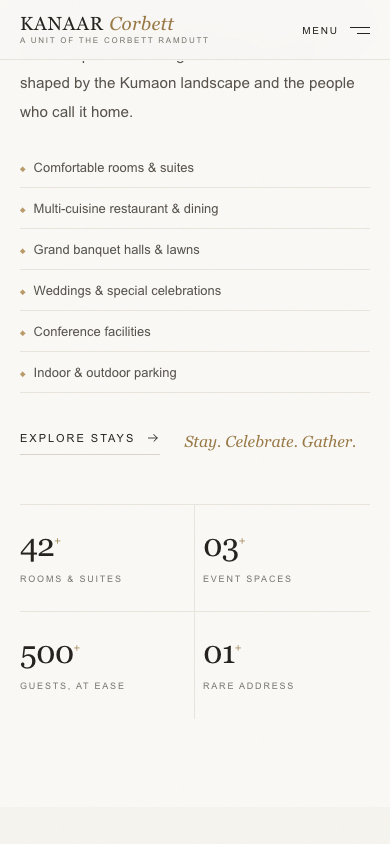 KANAAR Corbett
A UNIT OF THE CORBETT RAMDUTT
MENU
shaped by the Kumaon landscape and the people
who call it home.
Comfortable rooms & suites
Multi-cuisine restaurant & dining
Grand banquet halls & lawns
Weddings & special celebrations
Conference facilities
Indoor & outdoor parking
EXPLORE STAYS →
Stay. Celebrate. Gather.
42+
ROOMS & SUITES
03+
EVENT SPACES
500+
GUESTS, AT EASE
01+
RARE ADDRESS